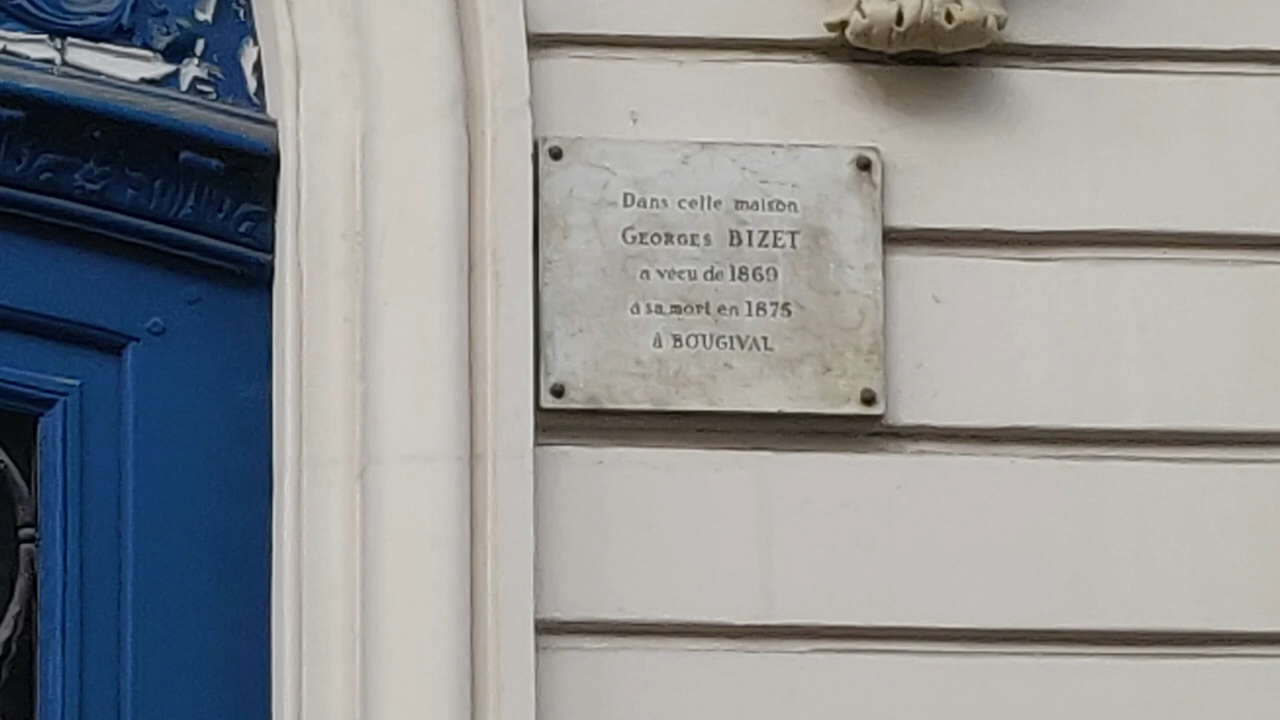 Dans cette maison
GEORGES BIZET
a vécu de 1869
à sa mort en 1875
à BOUGIVAL